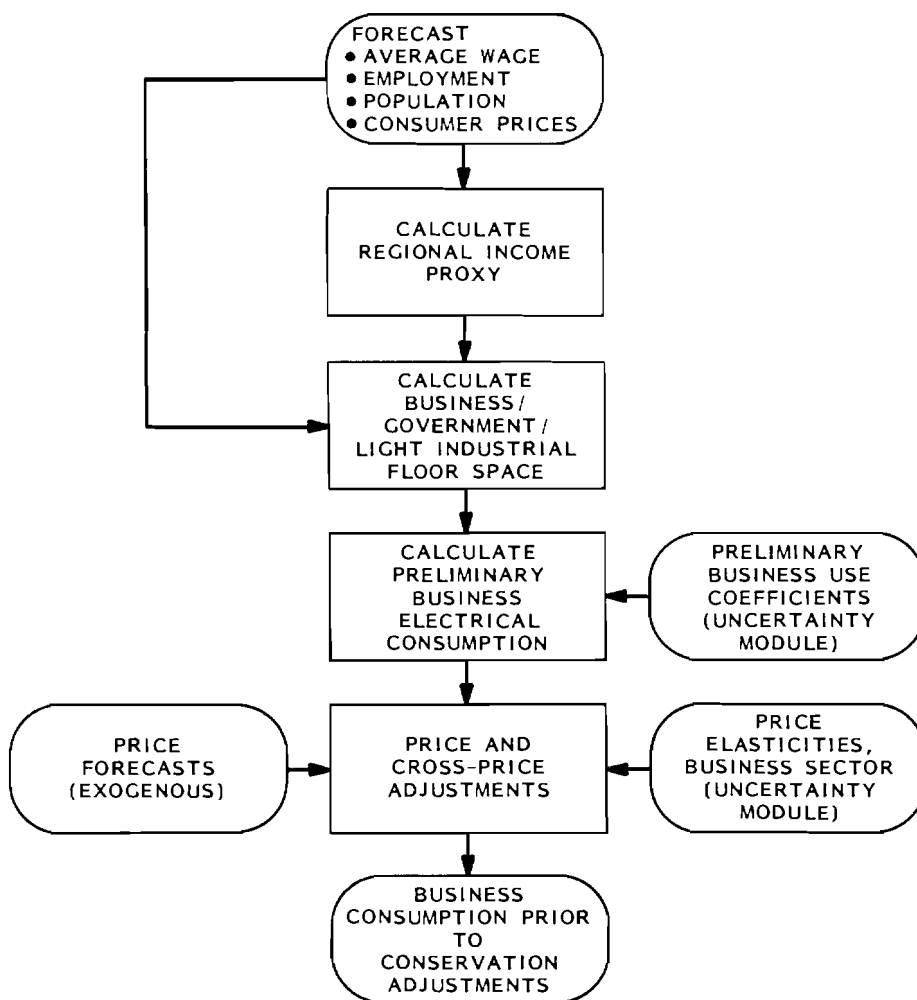 FORECAST
• AVERAGE WAGE
• EMPLOYMENT
• POPULATION
• CONSUMER PRICES
CALCULATE
REGIONAL INCOME
PROXY
CALCULATE
BUSINESS/
GOVERNMENT/
LIGHT INDUSTRIAL
FLOOR SPACE
CALCULATE
PRELIMINARY
BUSINESS
ELECTRICAL
CONSUMPTION
PRELIMINARY
BUSINESS USE
COEFFICIENTS
(UNCERTAINTY
MODULE)
PRICE
FORECASTS
(EXOGENOUS)
PRICE AND
CROSS-PRICE
ADJUSTMENTS
PRICE
ELASTICITIES,
BUSINESS SECTOR
(UNCERTAINTY
MODULE)
BUSINESS
CONSUMPTION PRIOR
TO
CONSERVATION
ADJUSTMENTS